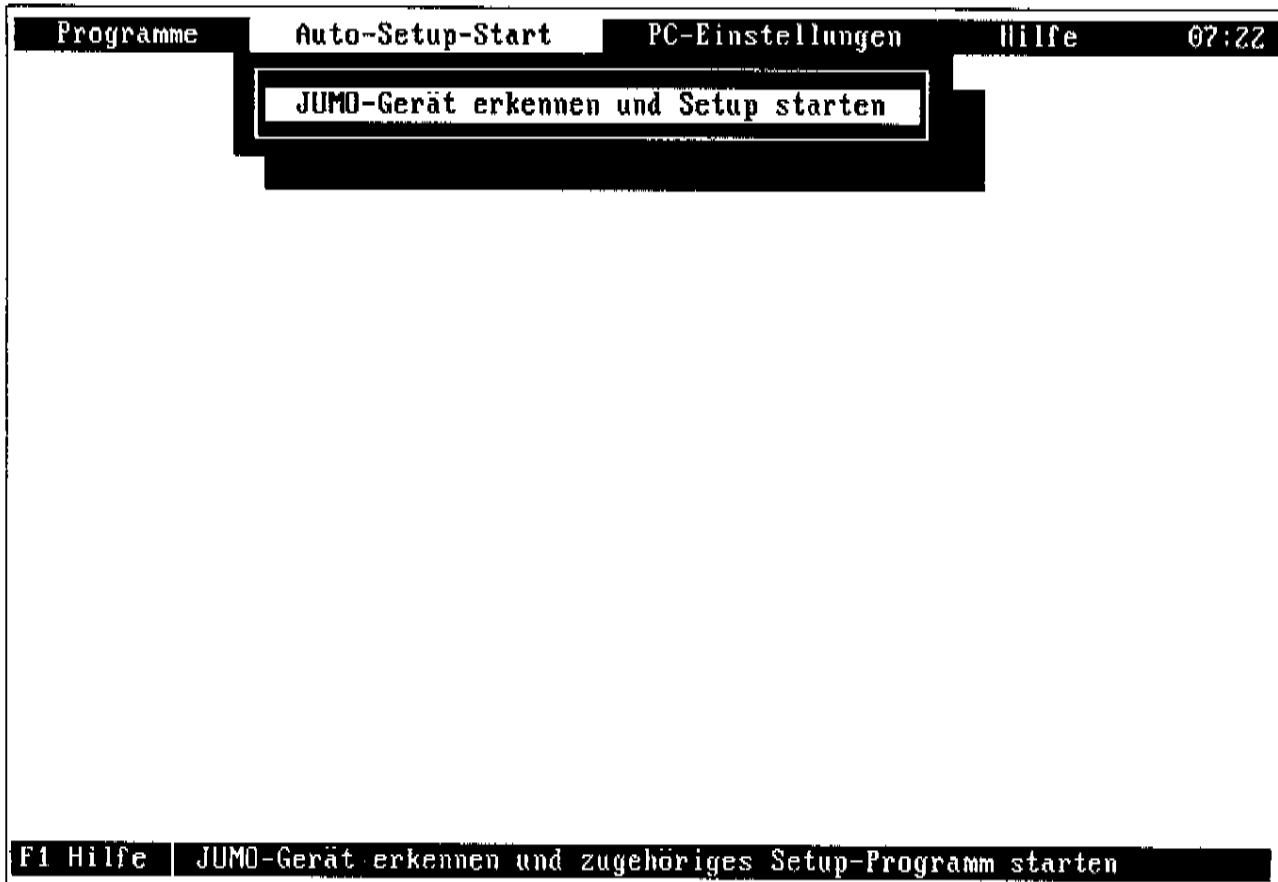 Programme Auto-Setup-Start PC-Einstellungen Hilfe 07:22
JUMO-Gerät erkennen und Setup starten
F1 Hilfe | JUMO-Gerät erkennen und zugehöriges Setup-Programm starten